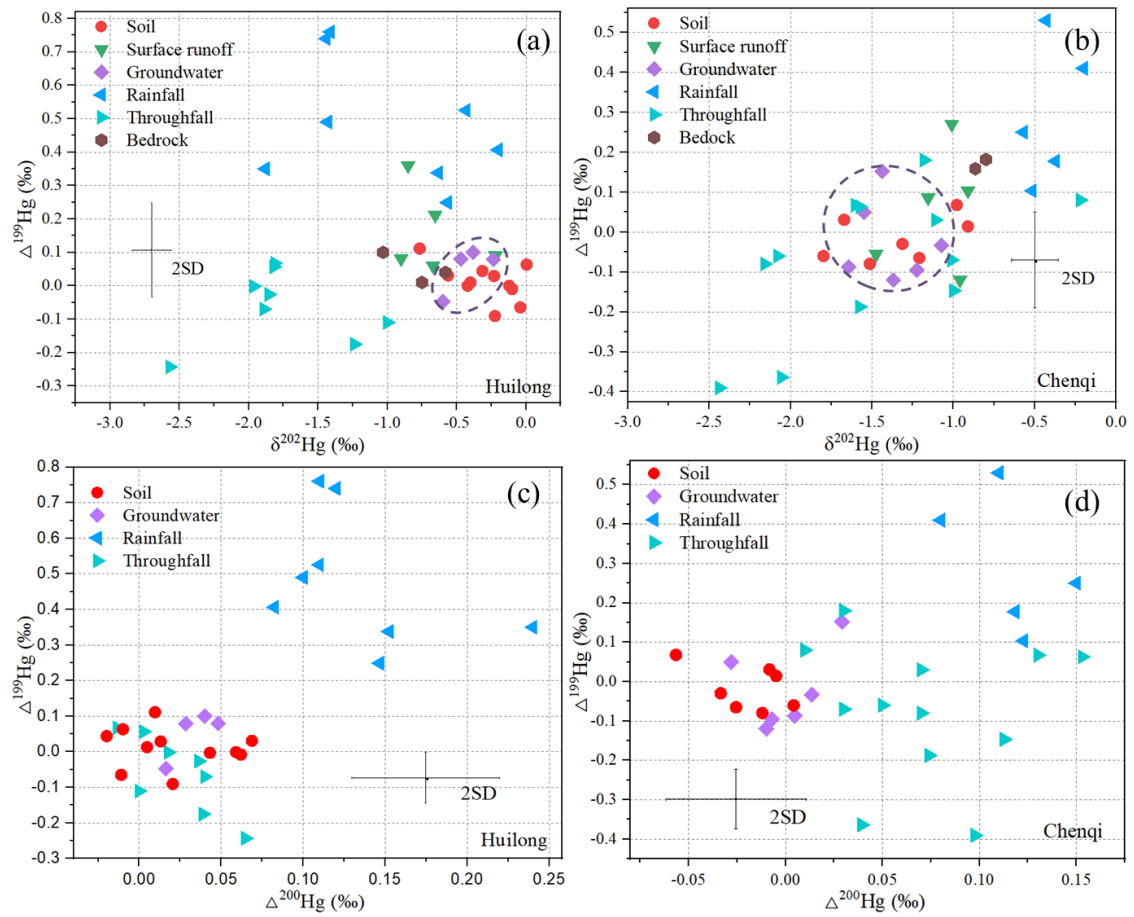 (a)
Soil
Surface runoff
Groundwater
Rainfall
Throughfall
Bedrock
2SD
Huilong
0.8
0.7
0.6
0.5
0.4
0.3
0.2
0.1
0.0
-0.1
-0.2
-0.3
△¹⁹⁹Hg (‰)
-3.0 -2.5 -2.0 -1.5 -1.0 -0.5 0.0
δ²⁰²Hg (‰)
(b)
Soil
Surface runoff
Groundwater
Rainfall
Throughfall
Bedock
2SD
Chenqi
0.5
0.4
0.3
0.2
0.1
0.0
-0.1
-0.2
-0.3
-0.4
△¹⁹⁹Hg (‰)
-3.0 -2.5 -2.0 -1.5 -1.0 -0.5 0.0
δ²⁰²Hg (‰)
(c)
Soil
Groundwater
Rainfall
Throughfall
2SD
Huilong
0.8
0.7
0.6
0.5
0.4
0.3
0.2
0.1
0.0
-0.1
-0.2
-0.3
△¹⁹⁹Hg (‰)
0.00 0.05 0.10 0.15 0.20 0.25
△²⁰⁰Hg (‰)
(d)
Soil
Groundwater
Rainfall
Throughfall
2SD
Chenqi
0.5
0.4
0.3
0.2
0.1
0.0
-0.1
-0.2
-0.3
-0.4
△¹⁹⁹Hg (‰)
-0.05 0.00 0.05 0.10 0.15
△²⁰⁰Hg (‰)